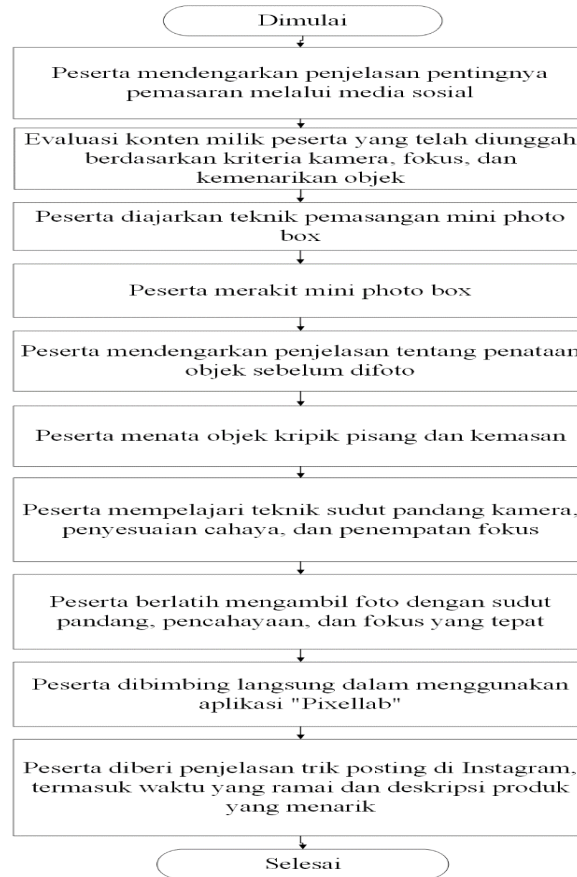 Dimulai
Peserta mendengarkan penjelasan pentingnya
pemasaran melalui media sosial
Evaluasi konten milik peserta yang telah diunggah
berdasarkan kriteria kamera, fokus, dan
kemenarikan objek
Peserta diajarkan teknik pemasangan mini photo
box
Peserta merakit mini photo box
Peserta mendengarkan penjelasan tentang penataan
objek sebelum difoto
Peserta menata objek kripik pisang dan kemasan
Peserta mempelajari teknik sudut pandang kamera,
penyesuaian cahaya, dan penempatan fokus
Peserta berlatih mengambil foto dengan sudut
pandang, pencahayaan, dan fokus yang tepat
Peserta dibimbing langsung dalam menggunakan
aplikasi "Pixellab"
Peserta diberi penjelasan trik posting di Instagram,
termasuk waktu yang ramai dan deskripsi produk
yang menarik
Selesai